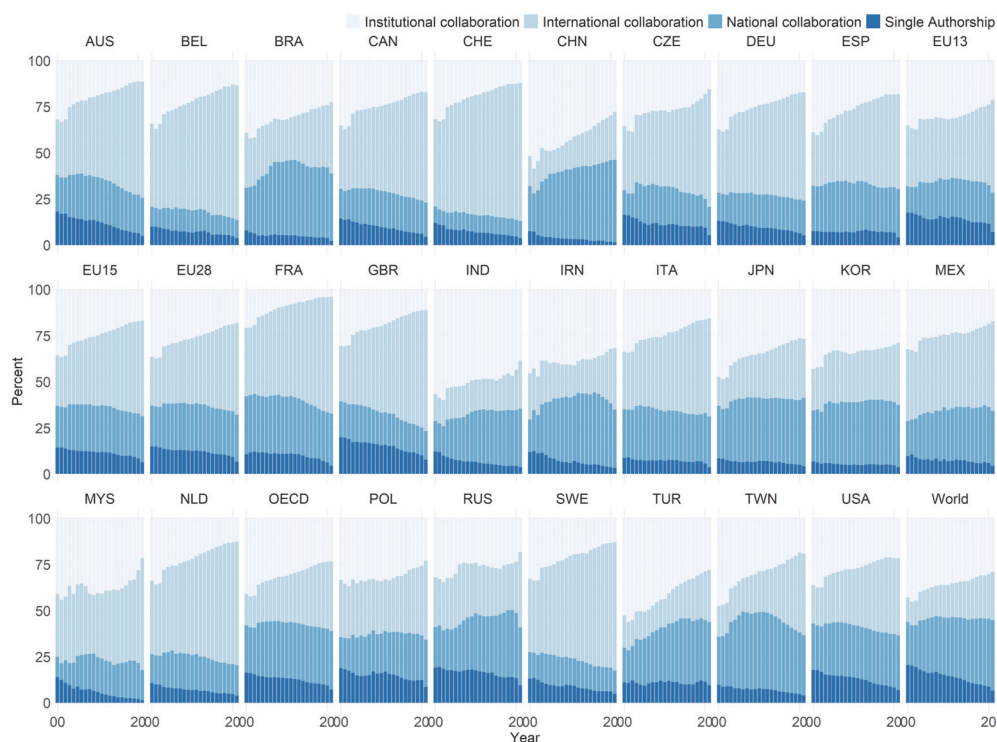 Institutional collaboration International collaboration National collaboration Single Authorship
AUS BEL BRA CAN CHE CHN CZE DEU ESP EU13
100
75
50
25
0
EU15 EU28 FRA GBR IND IRN ITA JPN KOR MEX
Percent
100
75
50
25
0
MYS NLD OECD POL RUS SWE TUR TWN USA World
100
75
50
25
0
00 2000 2000 2000 2000 2000 2000 2000 2000 2000 20
Year